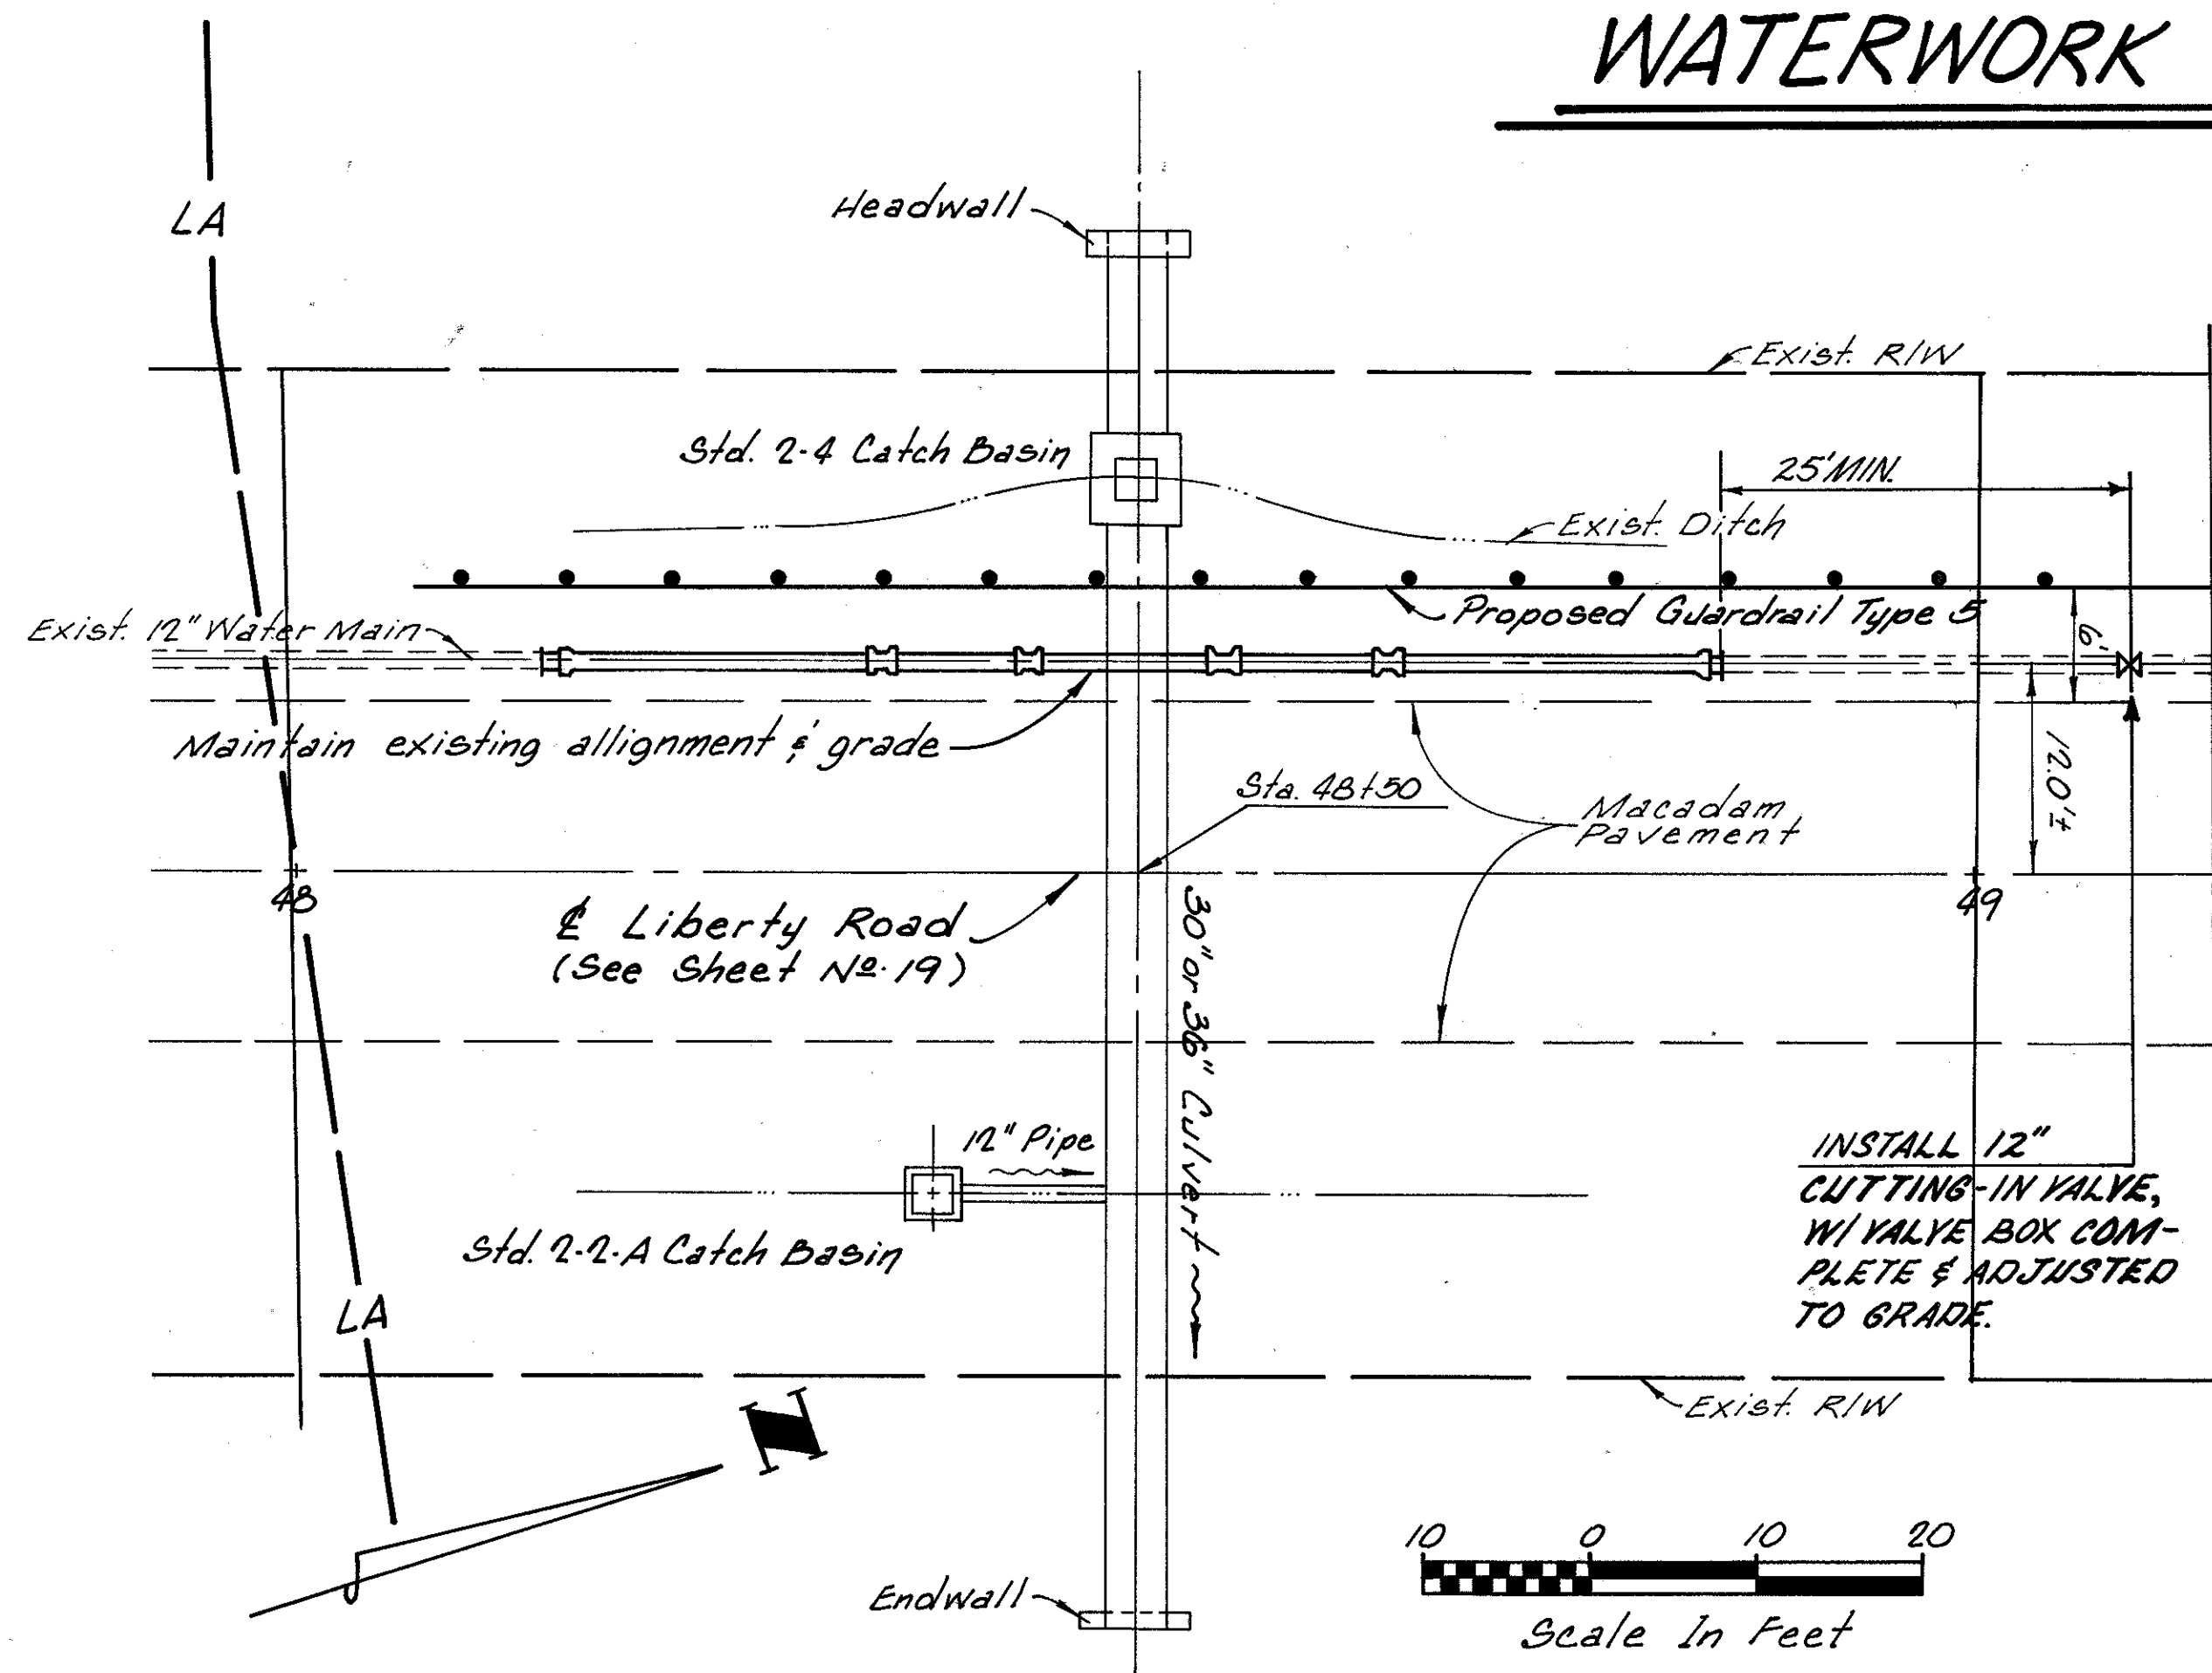 WATERWORK
LA
Headwall
Exist. R/W
Std. 2-4 Catch Basin
25' MIN.
Exist. Ditch
Proposed Guardrail Type 5
Exist. 12" Water Main
6'
Maintain existing allignment & grade
12.0'±
Sta. 48+50
Macadam
Pavement
48
49
℄ Liberty Road
(See Sheet Nº. 19)
30" or 36" Culvert
12" Pipe
INSTALL 12"
CUTTING-IN VALVE,
W/ VALVE BOX COM-
PLETE & ADJUSTED
TO GRADE.
Std. 2-2-A Catch Basin
LA
Exist. R/W
N
10 0 10 20
Scale In Feet
Endwall